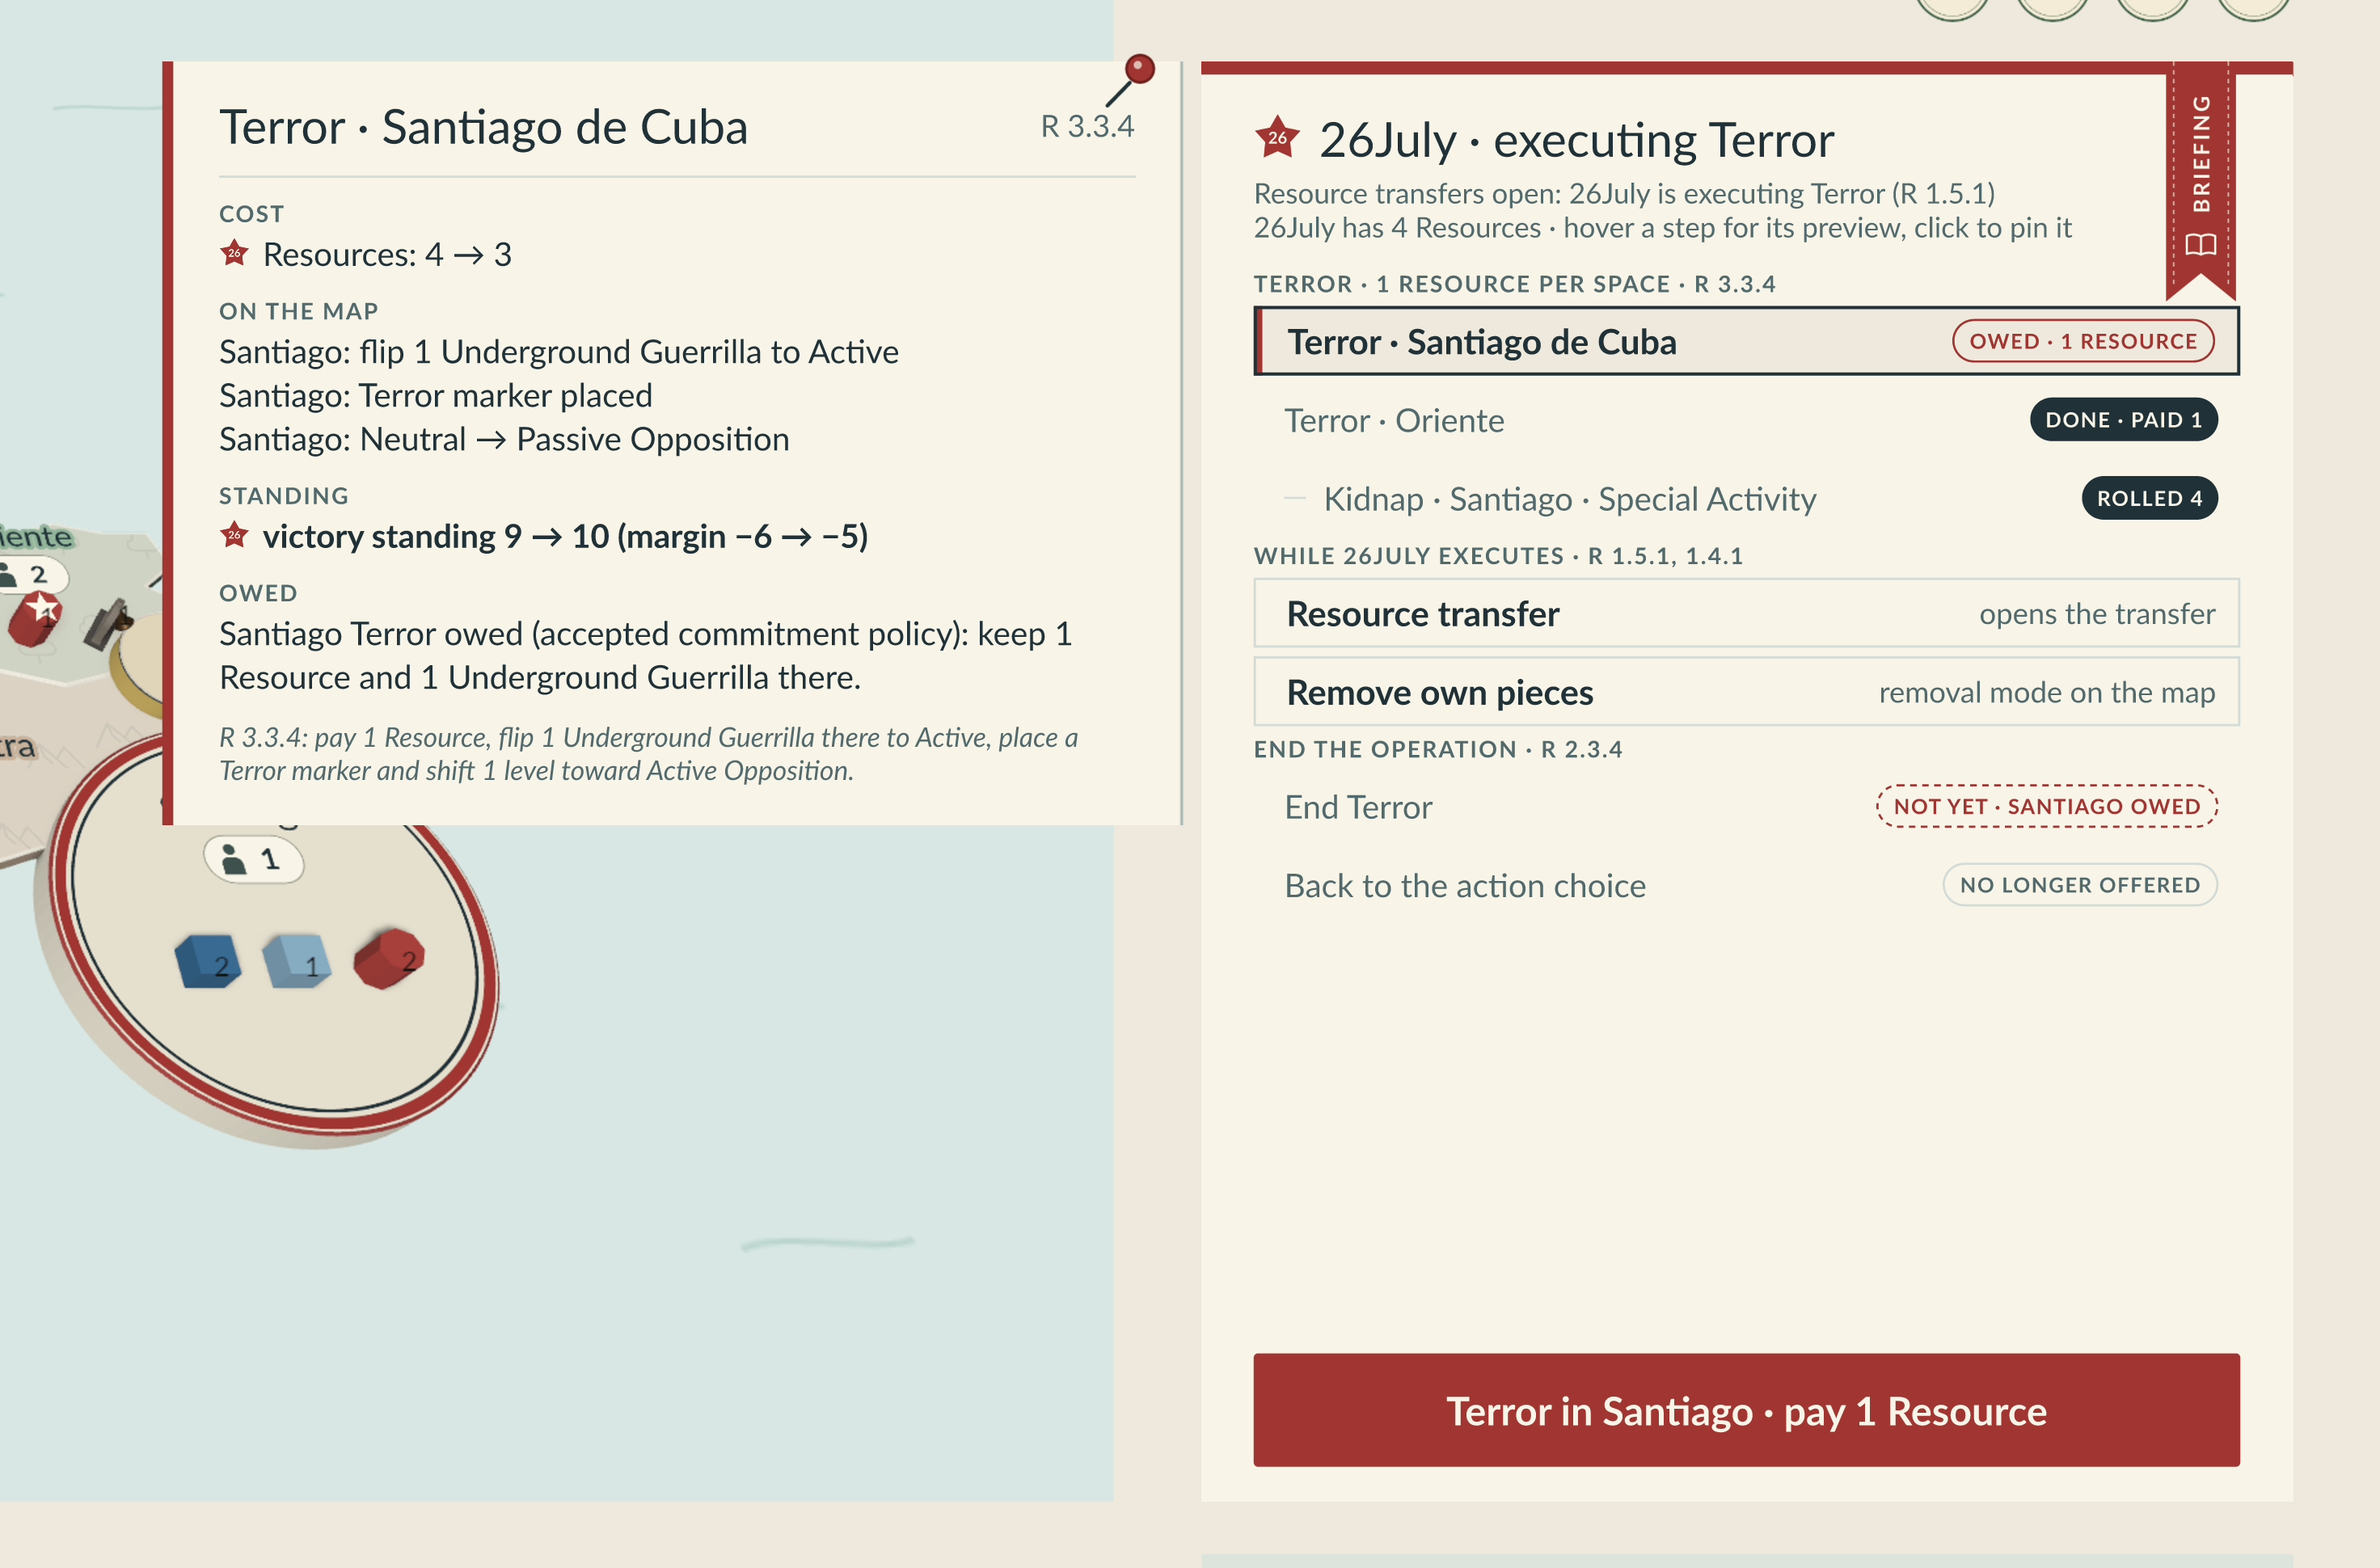 Terror · Santiago de Cuba
R 3.3.4
COST
26 Resources: 4 → 3
ON THE MAP
Santiago: flip 1 Underground Guerrilla to Active
Santiago: Terror marker placed
Santiago: Neutral → Passive Opposition
STANDING
26 victory standing 9 → 10 (margin −6 → −5)
OWED
Santiago Terror owed (accepted commitment policy): keep 1
Resource and 1 Underground Guerrilla there.
R 3.3.4: pay 1 Resource, flip 1 Underground Guerrilla there to Active, place a
Terror marker and shift 1 level toward Active Opposition.
iente
2
1
tra
1
2
1
2
BRIEFING
26 26July · executing Terror
Resource transfers open: 26July is executing Terror (R 1.5.1)
26July has 4 Resources · hover a step for its preview, click to pin it
TERROR · 1 RESOURCE PER SPACE · R 3.3.4
Terror · Santiago de Cuba
OWED · 1 RESOURCE
Terror · Oriente
DONE · PAID 1
— Kidnap · Santiago · Special Activity
ROLLED 4
WHILE 26JULY EXECUTES · R 1.5.1, 1.4.1
Resource transfer
opens the transfer
Remove own pieces
removal mode on the map
END THE OPERATION · R 2.3.4
End Terror
NOT YET · SANTIAGO OWED
Back to the action choice
NO LONGER OFFERED
Terror in Santiago · pay 1 Resource